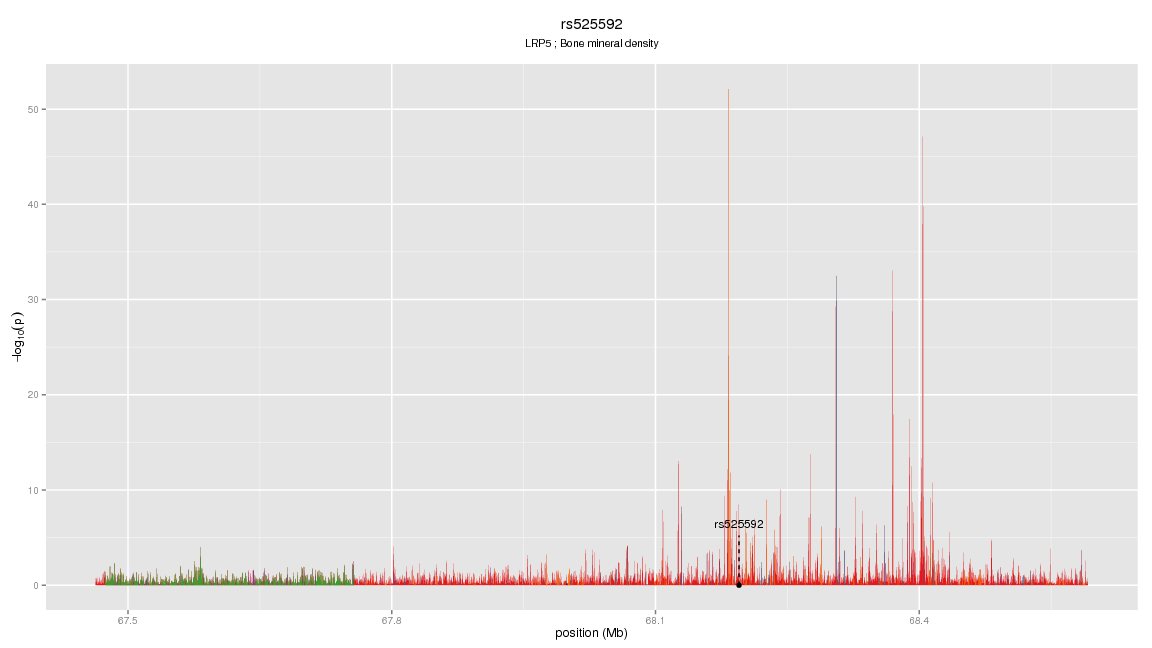 rs525592
LRP5 ; Bone mineral density
50
40
30
20
10
0
−log10(p)
rs525592
67.5 67.8 68.1 68.4
position (Mb)